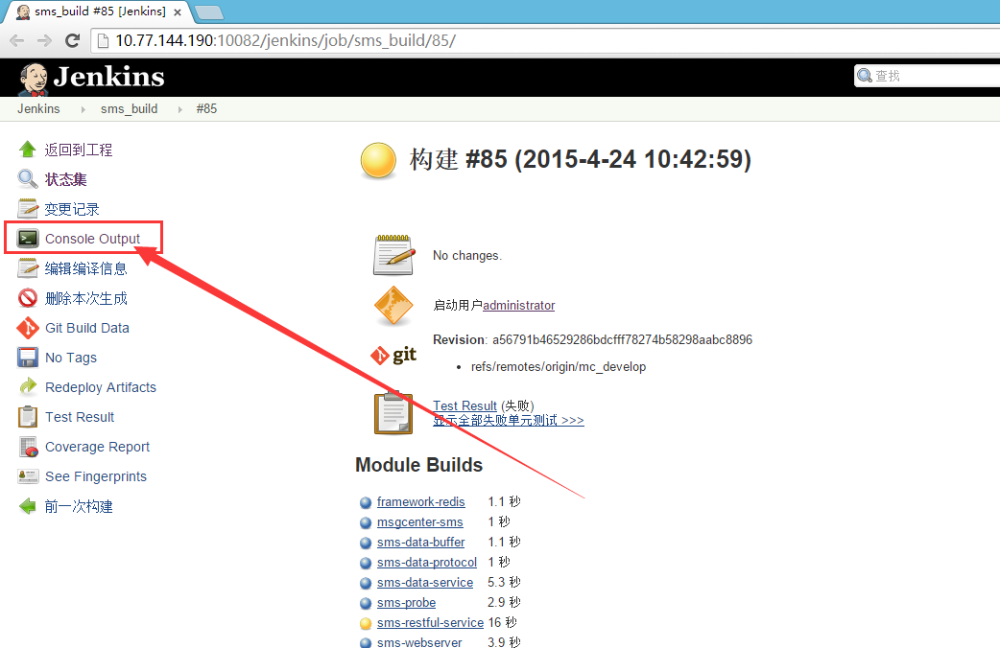 sms_build #85 [Jenkins]
10.77.144.190:10082/jenkins/job/sms_build/85/
Jenkins
查找
Jenkins sms_build #85
返回到工程
状态集
变更记录
Console Output
编辑编译信息
删除本次生成
Git Build Data
No Tags
Redeploy Artifacts
Test Result
Coverage Report
See Fingerprints
前一次构建
构建 #85 (2015-4-24 10:42:59)
No changes.
启动用户administrator
git
Revision: a56791b46529286bdcfff78274b58298aabc8896
refs/remotes/origin/mc_develop
Test Result (失败)
显示全部失败单元测试 >>>
Module Builds
framework-redis 1.1 秒
msgcenter-sms 1 秒
sms-data-buffer 1.1 秒
sms-data-protocol 1 秒
sms-data-service 5.3 秒
sms-probe 2.9 秒
sms-restful-service 16 秒
sms-webserver 3.9 秒